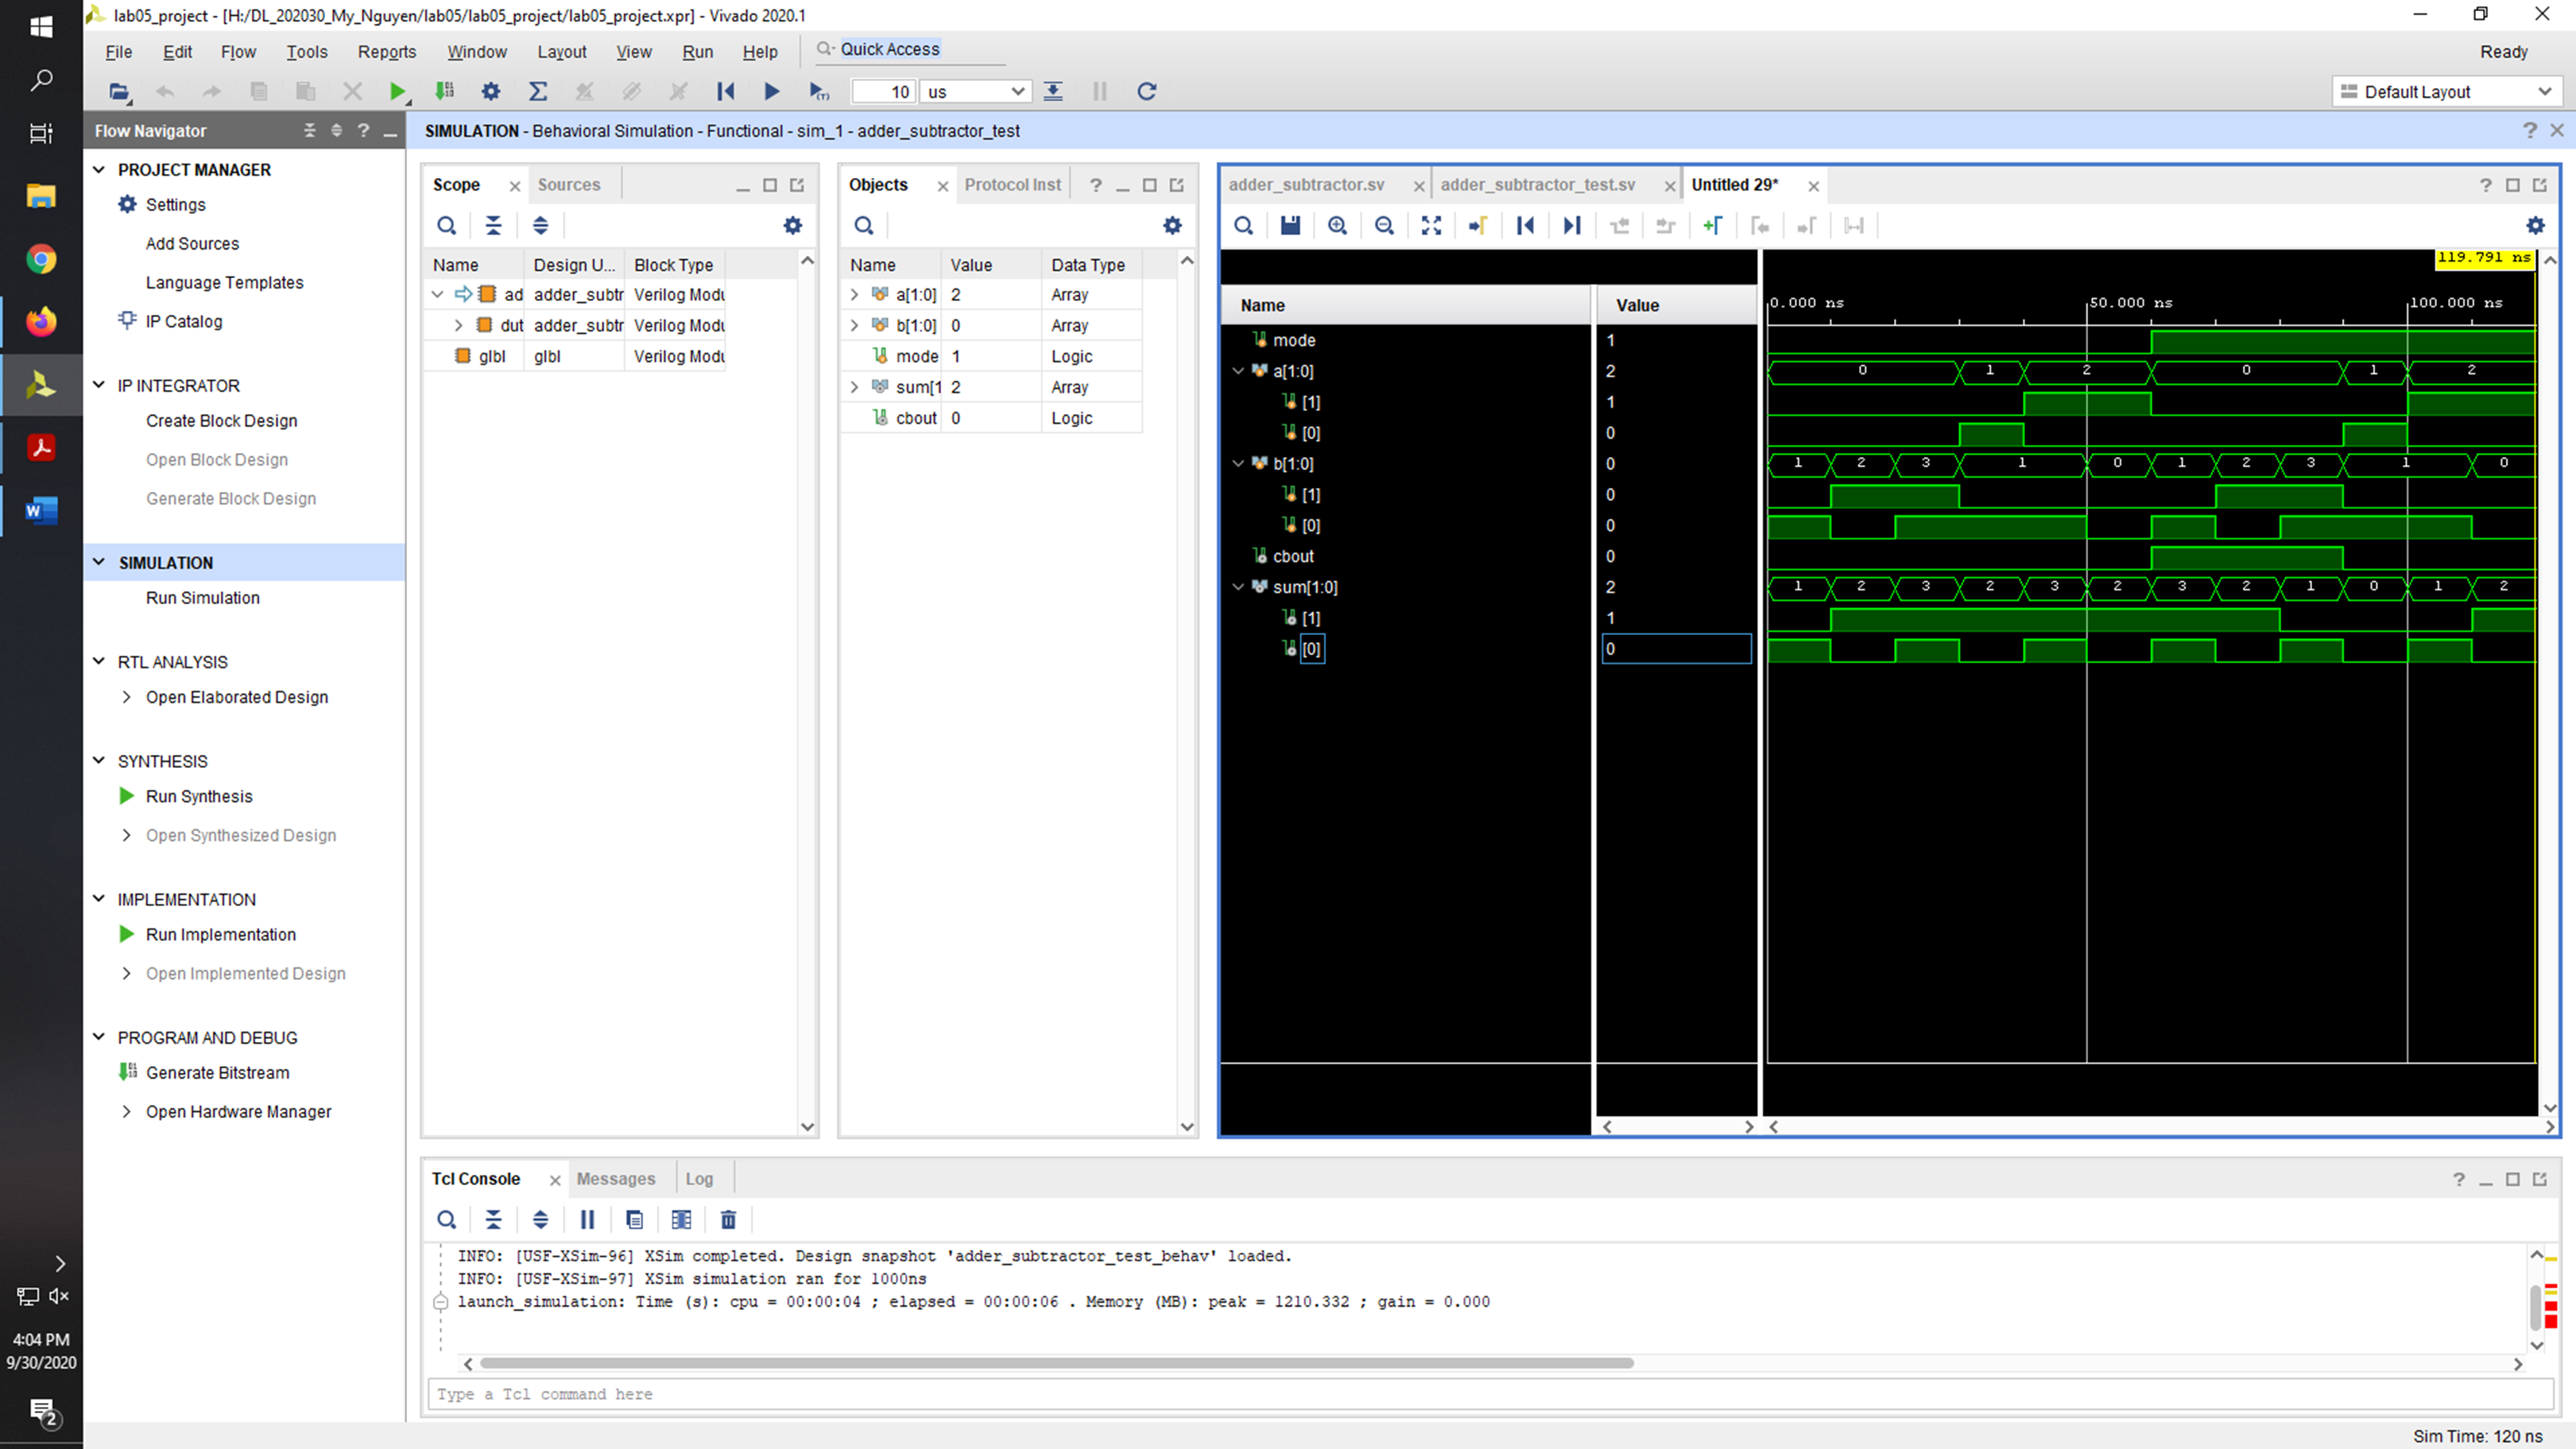 lab05_project - [H:/DL_202030_My_Nguyen/lab05/lab05_project/lab05_project.xpr] - Vivado 2020.1
File Edit Flow Tools Reports Window Layout View Run Help Quick Access Ready
10 us Default Layout
Flow Navigator
PROJECT MANAGER
Settings
Add Sources
Language Templates
IP Catalog
IP INTEGRATOR
Create Block Design
Open Block Design
Generate Block Design
SIMULATION
Run Simulation
RTL ANALYSIS
Open Elaborated Design
SYNTHESIS
Run Synthesis
Open Synthesized Design
IMPLEMENTATION
Run Implementation
Open Implemented Design
PROGRAM AND DEBUG
Generate Bitstream
Open Hardware Manager
SIMULATION - Behavioral Simulation - Functional - sim_1 - adder_subtractor_test
Scope Sources
Name Design U... Block Type
ad adder_subtr Verilog Modu
dut adder_subtr Verilog Modu
glbl glbl Verilog Modu
Objects Protocol Inst
Name Value Data Type
a[1:0] 2 Array
b[1:0] 0 Array
mode 1 Logic
sum[1 2 Array
cbout 0 Logic
adder_subtractor.sv adder_subtractor_test.sv Untitled 29*
119.791 ns
Name Value 0.000 ns 50.000 ns 100.000 ns
mode 1
a[1:0] 2 0 1 2 0 1 2
[1] 1
[0] 0
b[1:0] 0 1 2 3 1 0 1 2 3 1 0
[1] 0
[0] 0
cbout 0
sum[1:0] 2 1 2 3 2 3 2 3 2 1 0 1 2
[1] 1
[0] 0
Tcl Console Messages Log
INFO: [USF-XSim-96] XSim completed. Design snapshot 'adder_subtractor_test_behav' loaded.
INFO: [USF-XSim-97] XSim simulation ran for 1000ns
launch_simulation: Time (s): cpu = 00:00:04 ; elapsed = 00:00:06 . Memory (MB): peak = 1210.332 ; gain = 0.000
Type a Tcl command here
Sim Time: 120 ns
4:04 PM
9/30/2020
2